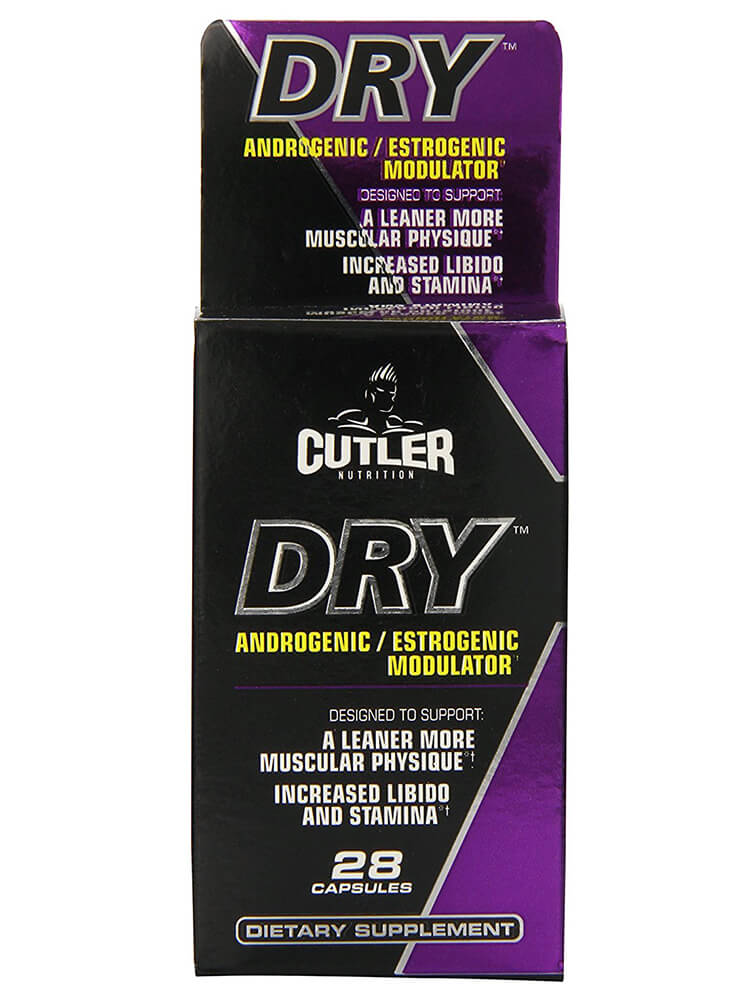 DRY™
ANDROGENIC / ESTROGENIC
MODULATOR†
DESIGNED TO SUPPORT:
A LEANER MORE
MUSCULAR PHYSIQUE*†
INCREASED LIBIDO
AND STAMINA*†
CUTLER
NUTRITION
DRY™
ANDROGENIC / ESTROGENIC
MODULATOR†
DESIGNED TO SUPPORT:
A LEANER MORE
MUSCULAR PHYSIQUE*†
INCREASED LIBIDO
AND STAMINA*†
28
CAPSULES
DIETARY SUPPLEMENT